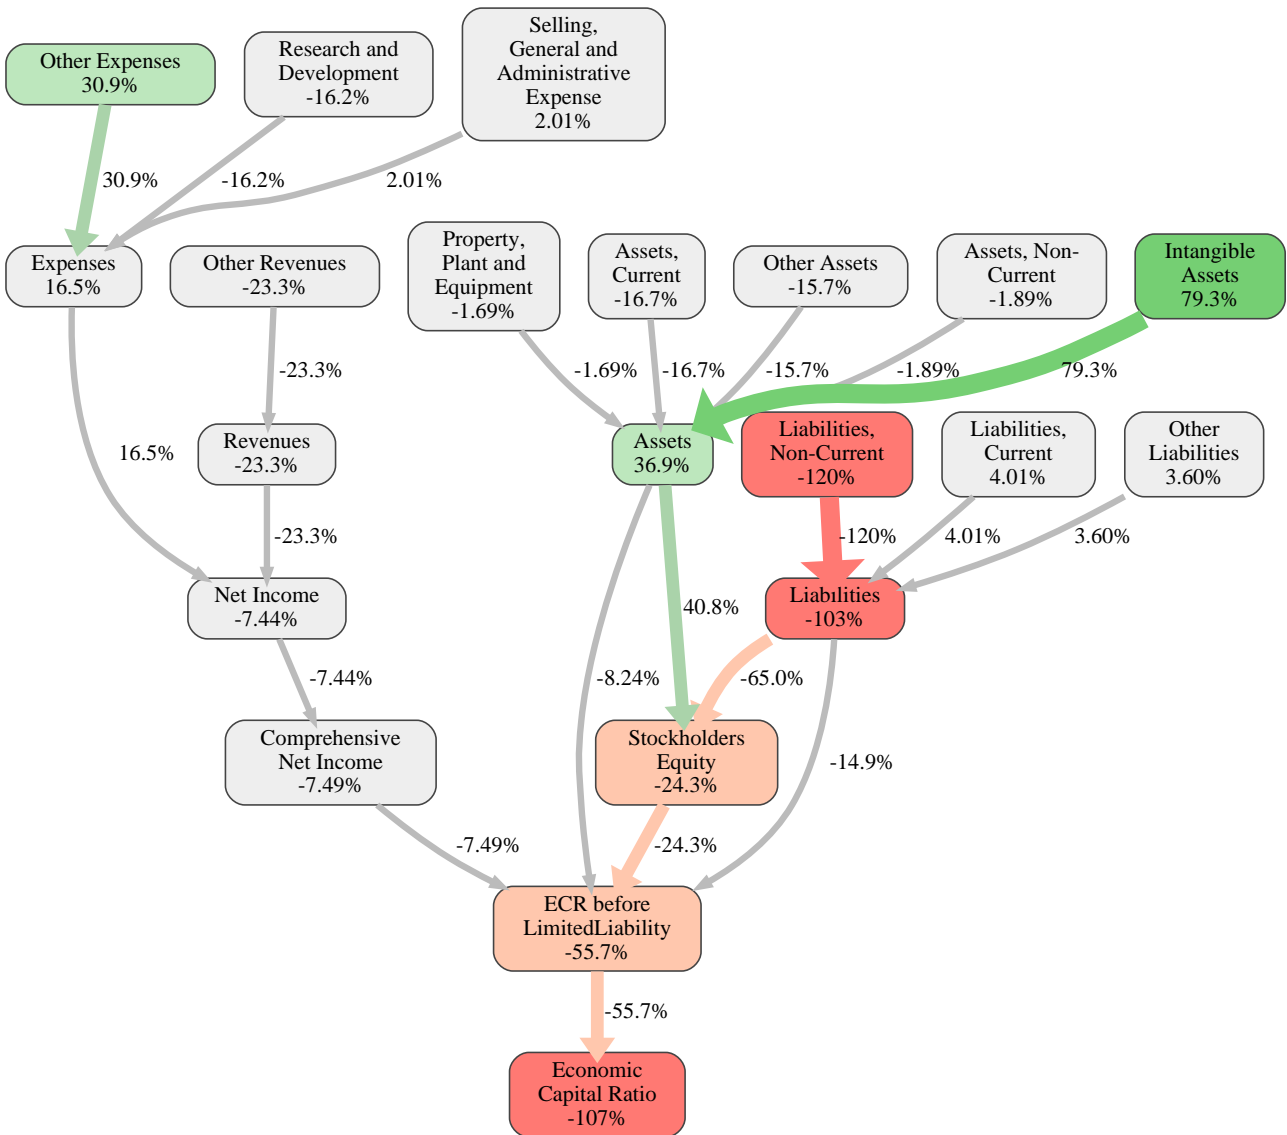 Selling,
General and
Administrative
Expense
2.01%
Research and
Development
-16.2%
Other Expenses
30.9%
30.9%
-16.2%
2.01%
Expenses
16.5%
Other Revenues
-23.3%
Property,
Plant and
Equipment
-1.69%
Assets,
Current
-16.7%
Other Assets
-15.7%
Assets, Non-
Current
-1.89%
Intangible
Assets
79.3%
-23.3%
-1.69%
-16.7%
-15.7%
-1.89%
79.3%
16.5%
Revenues
-23.3%
Assets
36.9%
Liabilities,
Non-Current
-120%
Liabilities,
Current
4.01%
Other
Liabilities
3.60%
-23.3%
-120%
4.01%
3.60%
Net Income
-7.44%
40.8%
Liabilities
-103%
-7.44%
-8.24%
-65.0%
Comprehensive
Net Income
-7.49%
Stockholders
Equity
-24.3%
-14.9%
-7.49%
-24.3%
ECR before
LimitedLiability
-55.7%
-55.7%
Economic
Capital Ratio
-107%